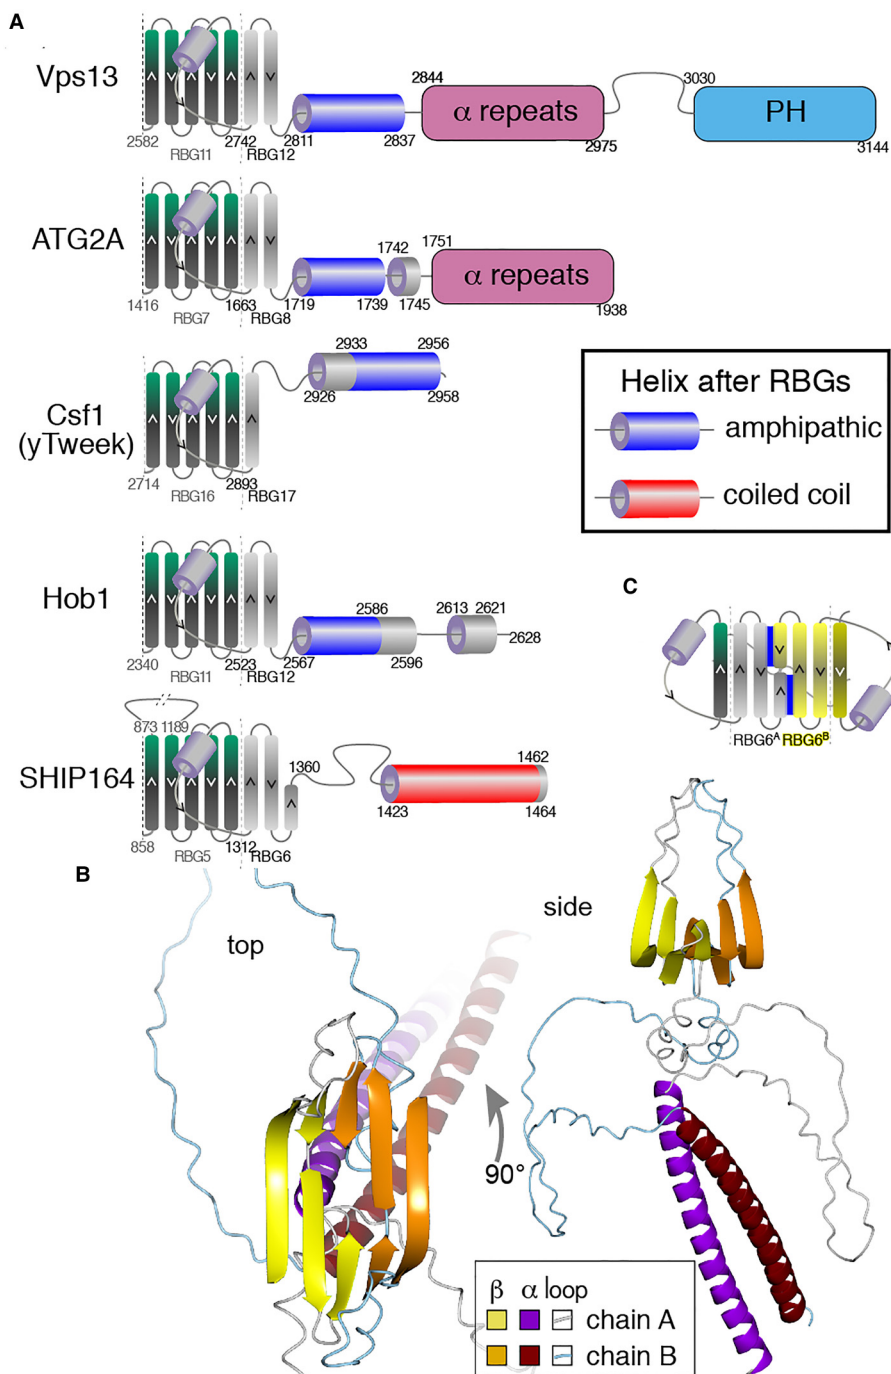 A
Vps13
2582
RBG11
2742
RBG12
2811
2837
2844
α repeats
2975
3030
PH
3144
ATG2A
1416
RBG7
1663
RBG8
1719
1739
1742
1745
1751
α repeats
1938
Csf1
(yTweek)
2714
RBG16
2893
RBG17
2926
2933
2956
2958
Helix after RBGs
amphipathic
coiled coil
Hob1
2340
RBG11
2523
RBG12
2567
2586
2596
2613 2621
2628
C
RBG6A RBG6B
SHIP164
873 1189
858
RBG5
1312
RBG6
1360
1423
1462
1464
B
top
side
90°
β α loop
chain A
chain B